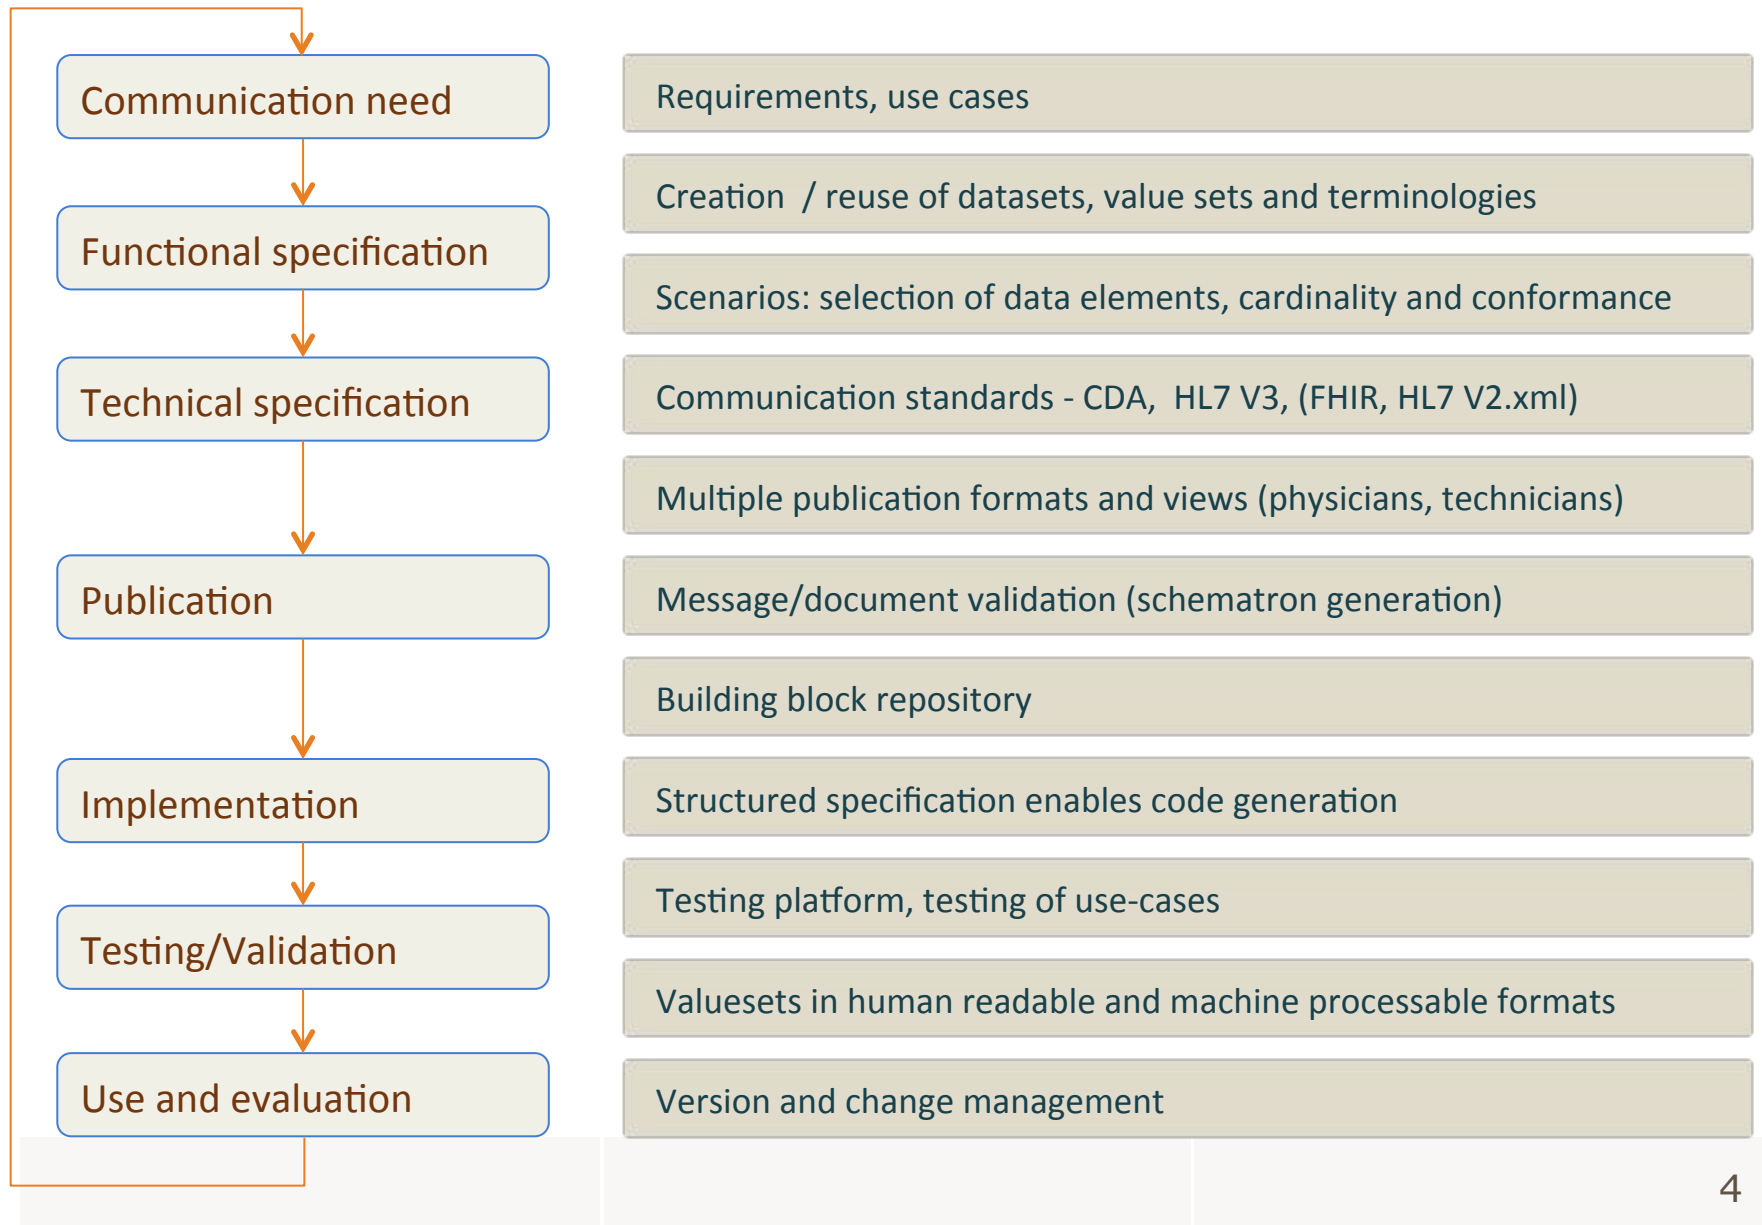 Communication need
Functional specification
Technical specification
Publication
Implementation
Testing/Validation
Use and evaluation
Requirements, use cases
Creation / reuse of datasets, value sets and terminologies
Scenarios: selection of data elements, cardinality and conformance
Communication standards - CDA, HL7 V3, (FHIR, HL7 V2.xml)
Multiple publication formats and views (physicians, technicians)
Message/document validation (schematron generation)
Building block repository
Structured specification enables code generation
Testing platform, testing of use-cases
Valuesets in human readable and machine processable formats
Version and change management
4